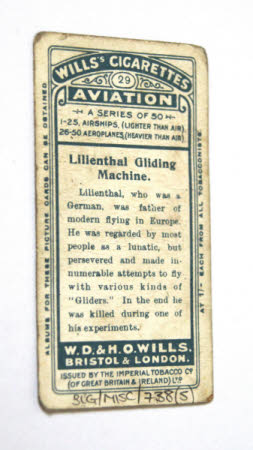 WILLS'S CIGARETTES
29
AVIATION
A SERIES OF 50
1-25, AIRSHIPS, (LIGHTER THAN AIR)
26-50 AEROPLANES, (HEAVIER THAN AIR)
Lilienthal Gliding
Machine.
Lilienthal, who was a
German, was father of
modern flying in Europe.
He was regarded by most
people as a lunatic, but
persevered and made in-
numerable attempts to fly
with various kinds of
"Gliders." In the end he
was killed during one of
his experiments.
W.D. & H.O. WILLS.
BRISTOL & LONDON.
ISSUED BY THE IMPERIAL TOBACCO CO
(OF GREAT BRITAIN & IRELAND) LTD
ALBUMS FOR THESE PICTURE CARDS CAN BE OBTAINED
AT 1/- EACH FROM ALL TOBACCONISTS.
BLG/MISC/738(5)